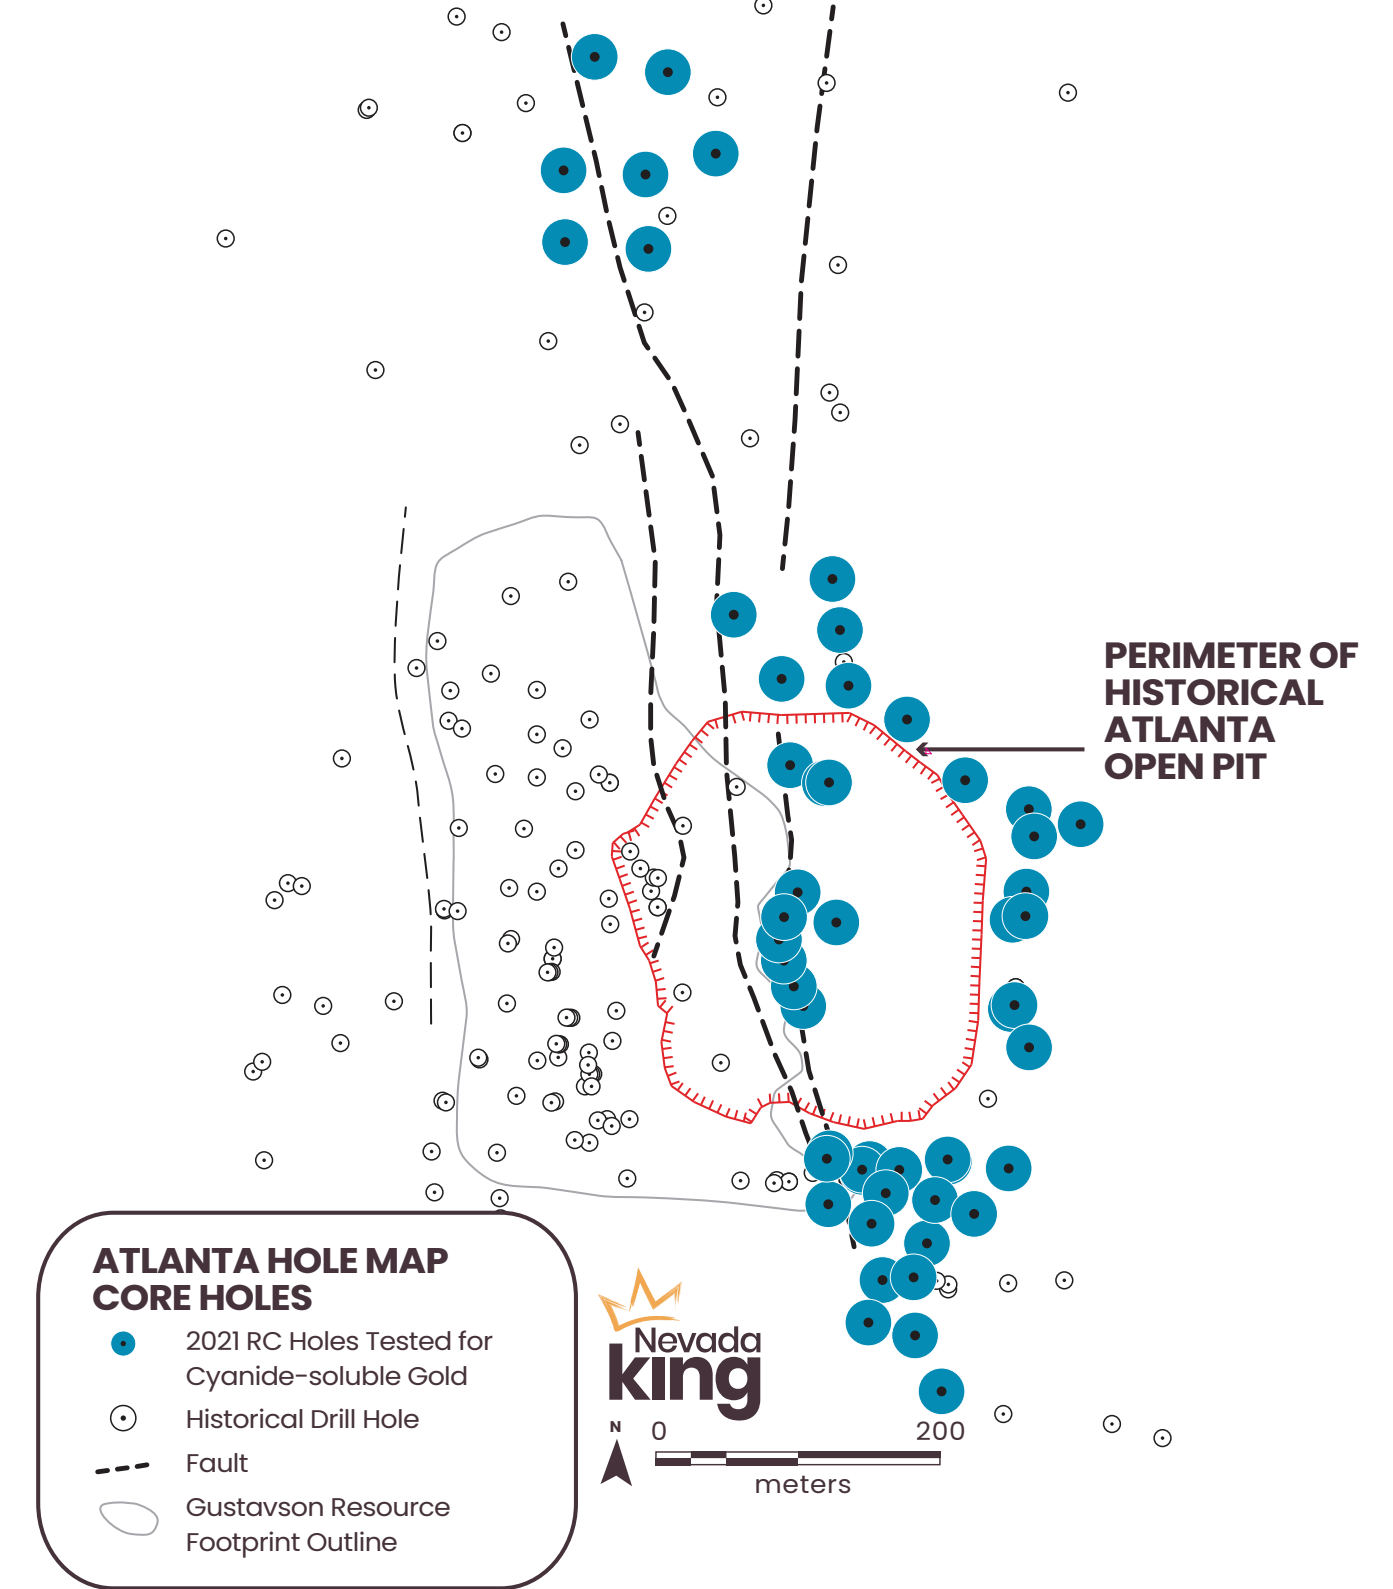 PERIMETER OF
HISTORICAL
ATLANTA
OPEN PIT
ATLANTA HOLE MAP
CORE HOLES
2021 RC Holes Tested for
Cyanide-soluble Gold
Historical Drill Hole
Fault
Gustavson Resource
Footprint Outline
Nevada
king
N
0 200
meters